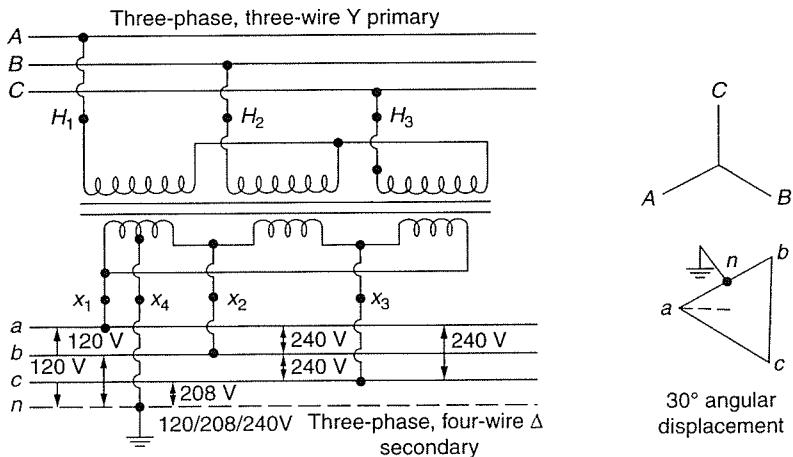 Three-phase, three-wire Y primary
A
B
C
H1
H2
H3
x1
x4
x2
x3
a
b
c
n
120 V
120 V
240 V
240 V
240 V
208 V
120/208/240V
Three-phase, four-wire Δ
secondary
C
A
B
n
b
a
c
30° angular
displacement